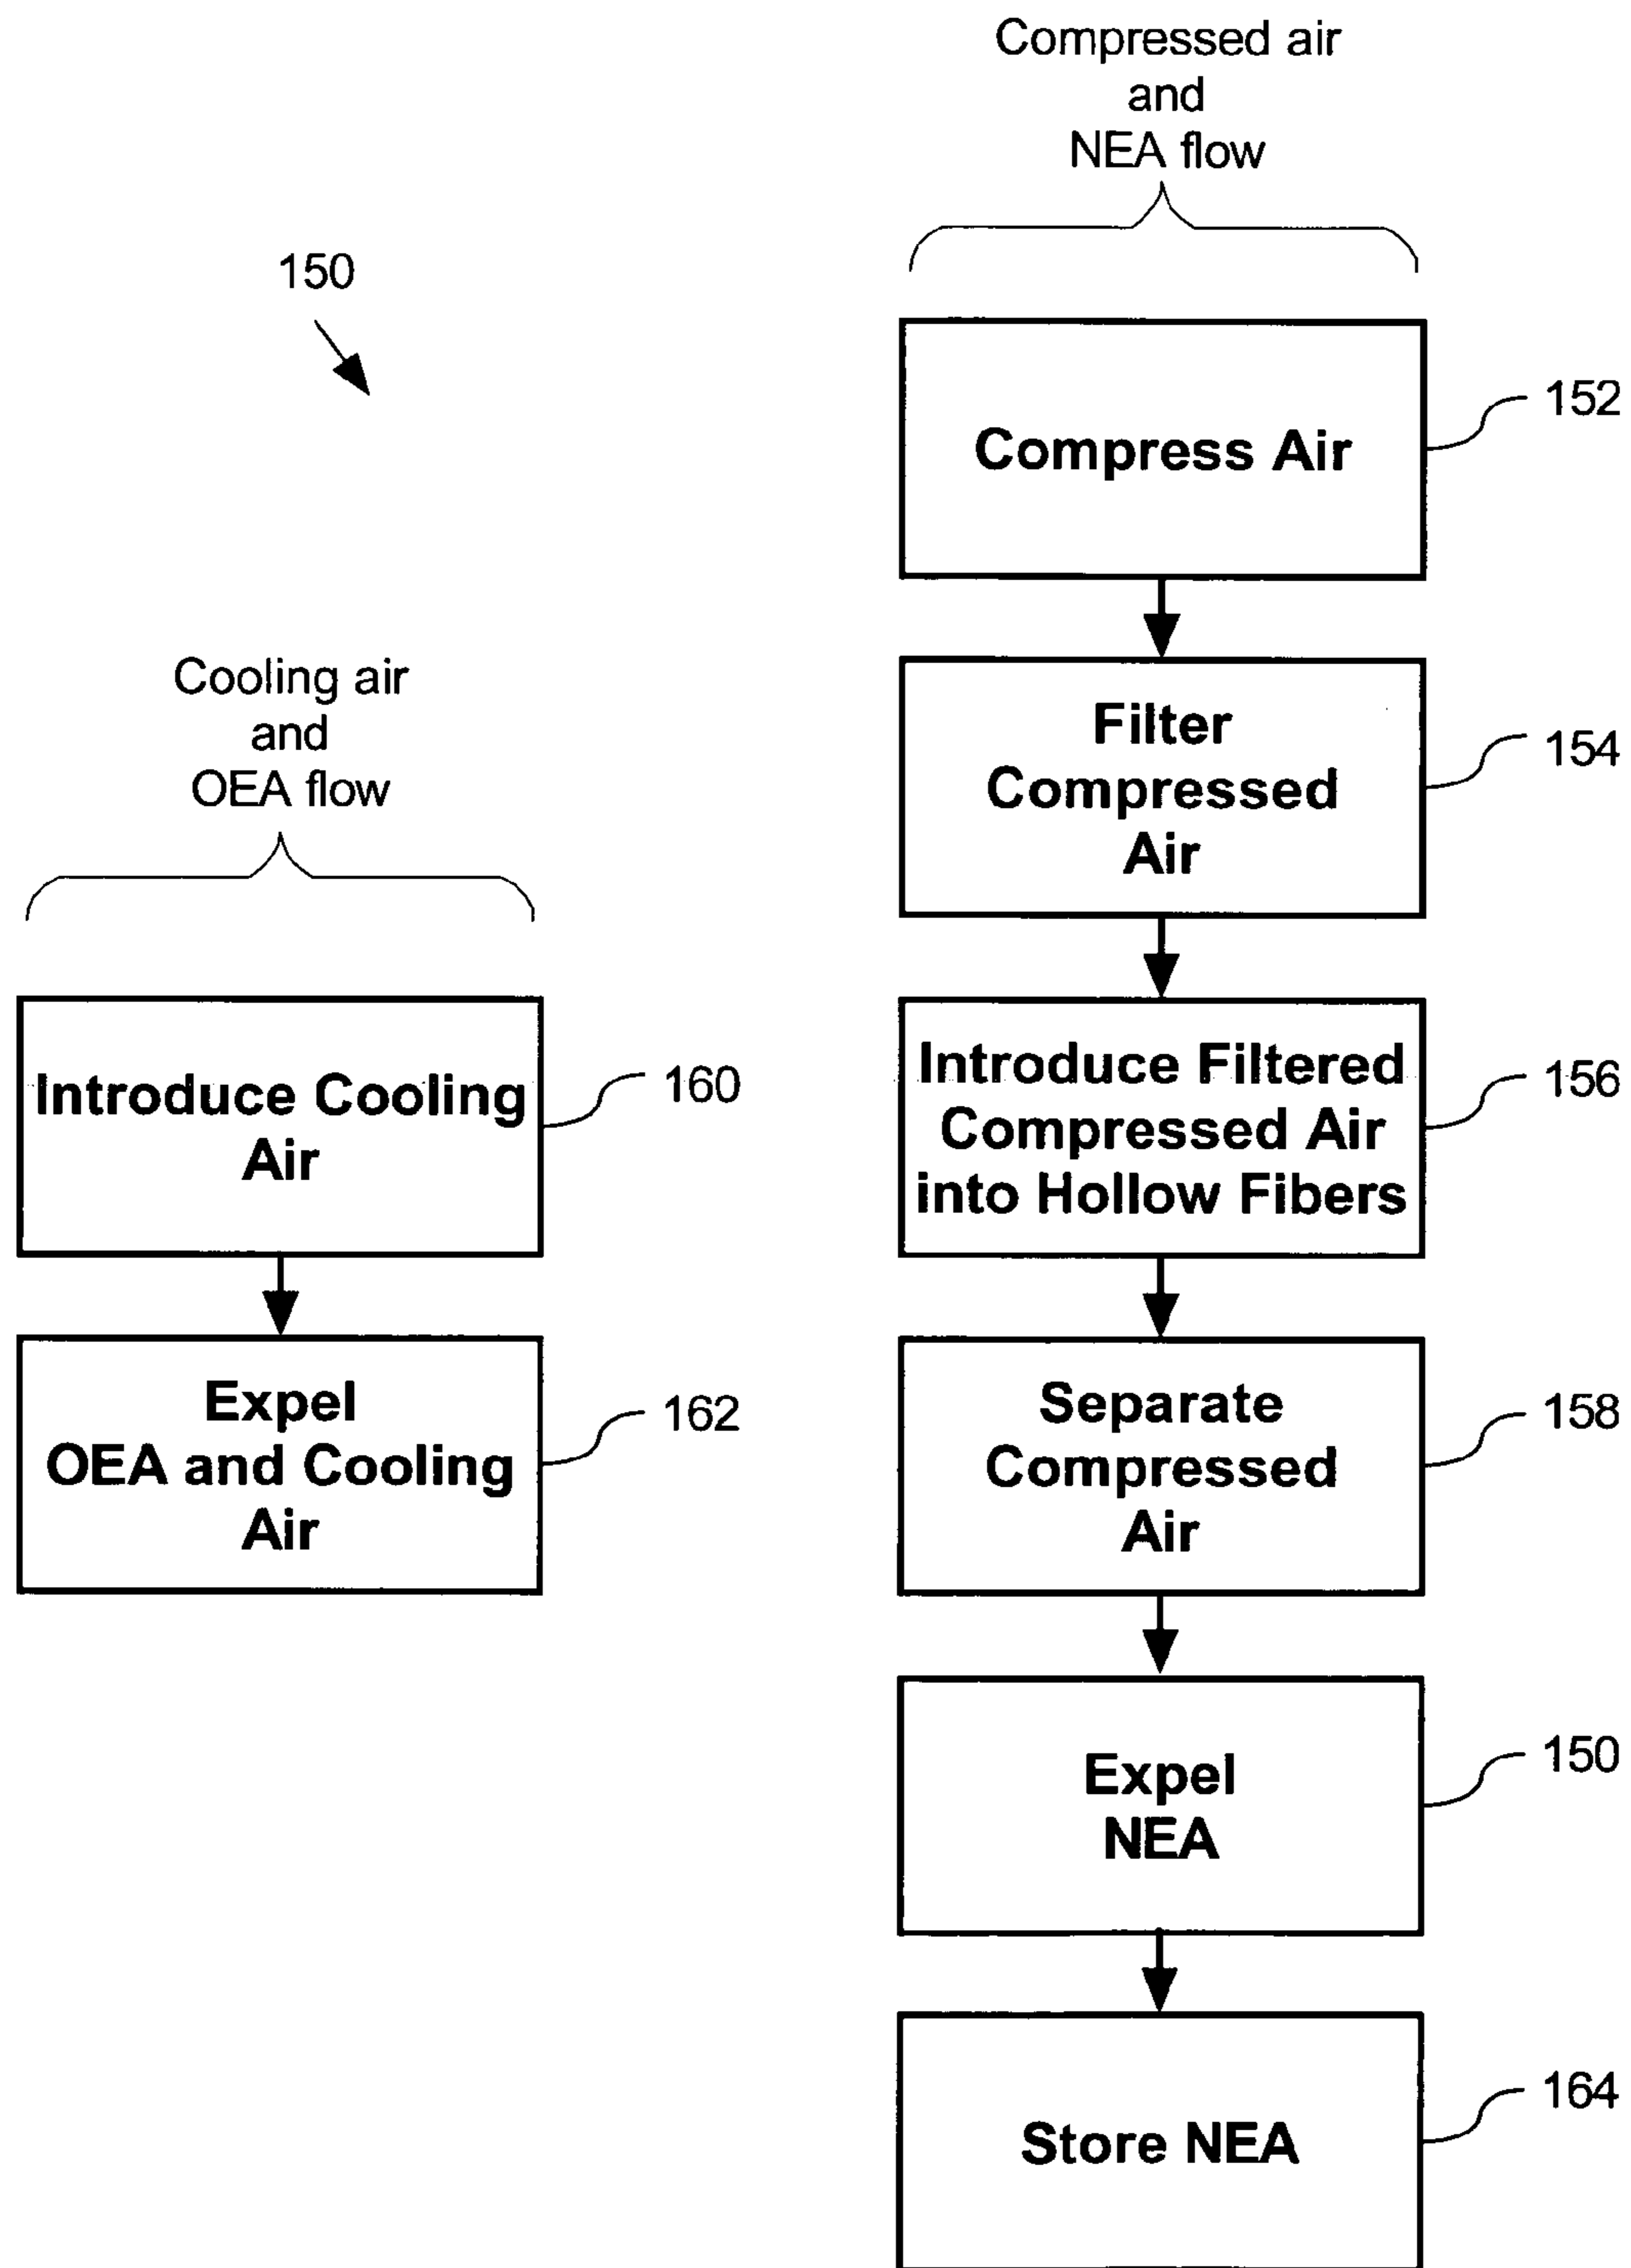 Compressed air
and
NEA flow
150
Compress Air
152
Filter
Compressed
Air
154
Cooling air
and
OEA flow
Introduce Cooling
Air
160
Introduce Filtered
Compressed Air
into Hollow Fibers
156
Expel
OEA and Cooling
Air
162
Separate
Compressed
Air
158
Expel
NEA
150
Store NEA
164